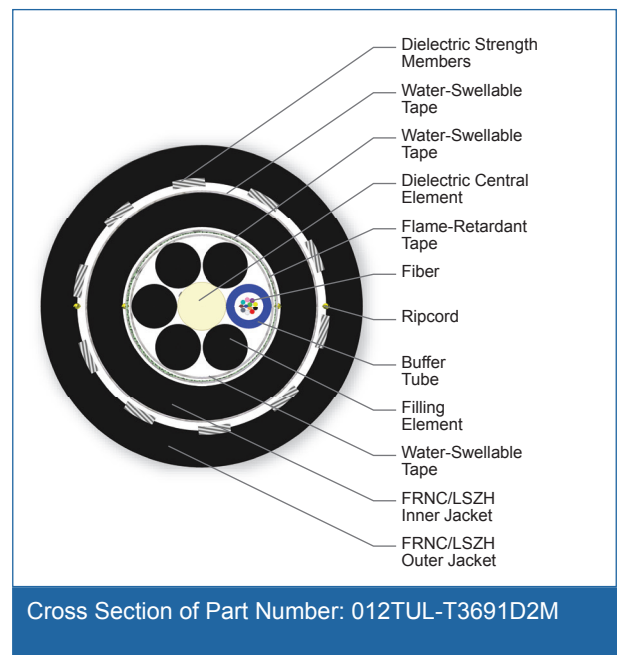 Dielectric Strength
Members
Water-Swellable
Tape
Water-Swellable
Tape
Dielectric Central
Element
Flame-Retardant
Tape
Fiber
Ripcord
Buffer
Tube
Filling
Element
Water-Swellable
Tape
FRNC/LSZH
Inner Jacket
FRNC/LSZH
Outer Jacket
Cross Section of Part Number: 012TUL-T3691D2M